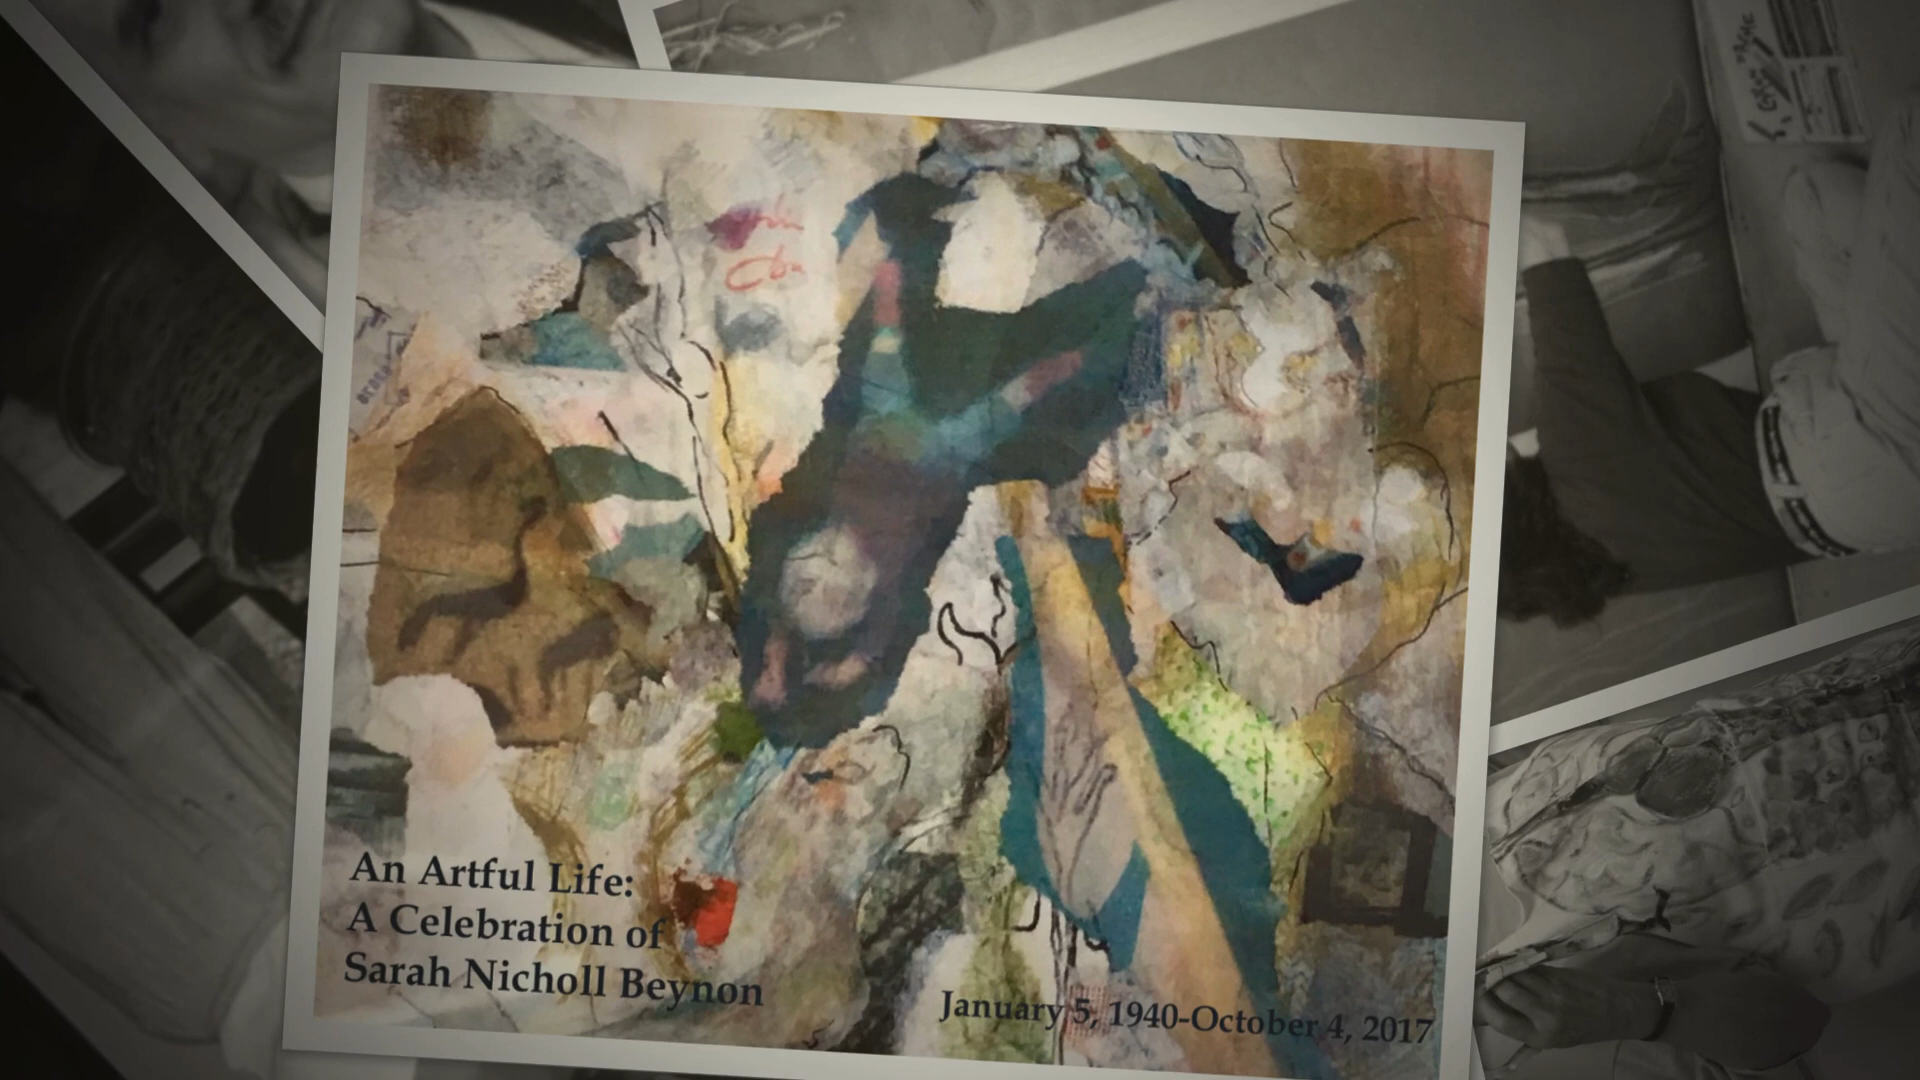 An Artful Life:
A Celebration of
Sarah Nicholl Beynon
January 5, 1940-October 4, 2017